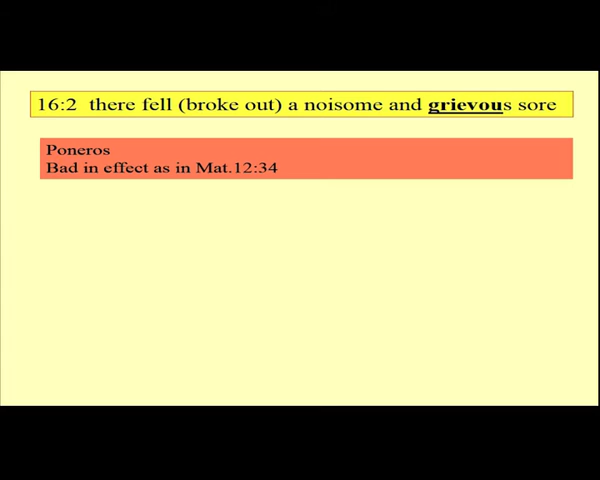 16:2 there fell (broke out) a noisome and grievous sore
Poneros
Bad in effect as in Mat.12:34